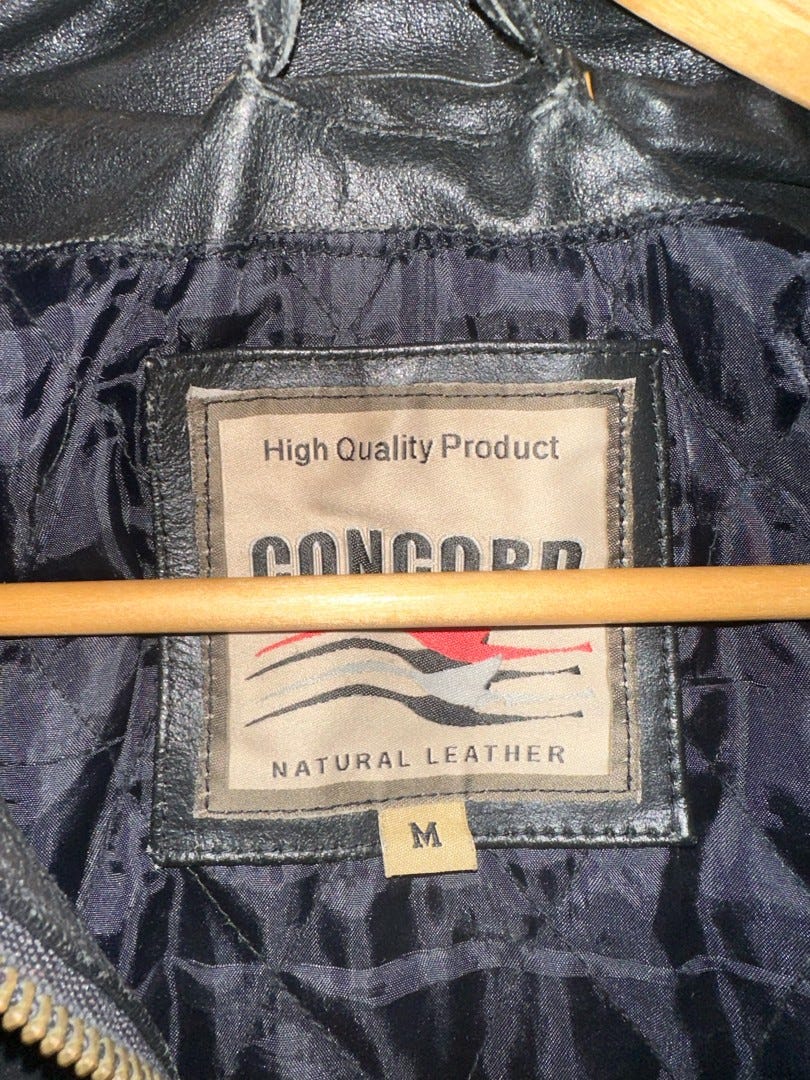 High Quality Product
CONCORD
NATURAL LEATHER
M